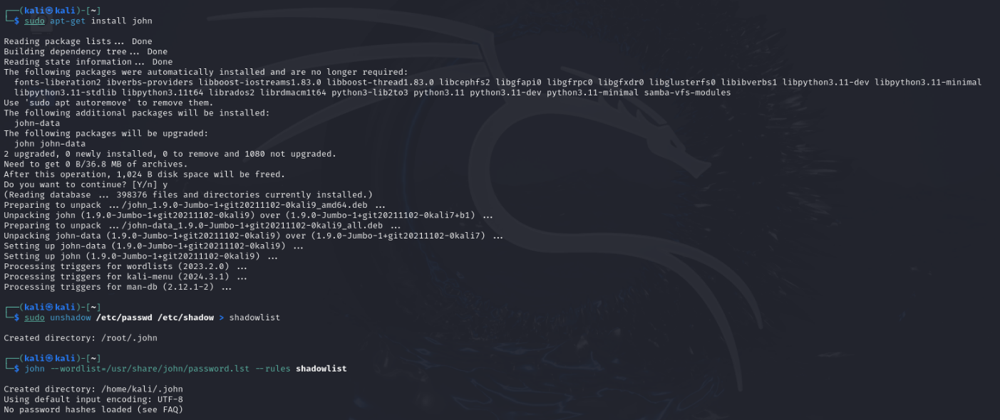 ┌──(kali㉿kali)-[~]
└─$ sudo apt-get install john
Reading package lists... Done
Building dependency tree... Done
Reading state information... Done
The following packages were automatically installed and are no longer required:
  fonts-liberation2 ibverbs-providers libboost-iostreams1.83.0 libboost-thread1.83.0 libcephfs2 libgfapi0 libgfrpc0 libgfxdr0 libglusterfs0 libibverbs1 libpython3.11-dev libpython3.11-minimal
  libpython3.11-stdlib libpython3.11t64 librados2 librdmacm1t64 python3-lib2to3 python3.11 python3.11-dev python3.11-minimal samba-vfs-modules
Use 'sudo apt autoremove' to remove them.
The following additional packages will be installed:
  john-data
The following packages will be upgraded:
  john john-data
2 upgraded, 0 newly installed, 0 to remove and 1080 not upgraded.
Need to get 0 B/36.8 MB of archives.
After this operation, 1,024 B disk space will be freed.
Do you want to continue? [Y/n] y
(Reading database ... 398376 files and directories currently installed.)
Preparing to unpack .../john_1.9.0-Jumbo-1+git20211102-0kali9_amd64.deb ...
Unpacking john (1.9.0-Jumbo-1+git20211102-0kali9) over (1.9.0-Jumbo-1+git20211102-0kali7+b1) ...
Preparing to unpack .../john-data_1.9.0-Jumbo-1+git20211102-0kali9_all.deb ...
Unpacking john-data (1.9.0-Jumbo-1+git20211102-0kali9) over (1.9.0-Jumbo-1+git20211102-0kali7) ...
Setting up john-data (1.9.0-Jumbo-1+git20211102-0kali9) ...
Setting up john (1.9.0-Jumbo-1+git20211102-0kali9) ...
Processing triggers for wordlists (2023.2.0) ...
Processing triggers for kali-menu (2024.3.1) ...
Processing triggers for man-db (2.12.1-2) ...
┌──(kali㉿kali)-[~]
└─$ sudo unshadow /etc/passwd /etc/shadow > shadowlist
Created directory: /root/.john
┌──(kali㉿kali)-[~]
└─$ john --wordlist=/usr/share/john/password.lst --rules shadowlist
Created directory: /home/kali/.john
Using default input encoding: UTF-8
No password hashes loaded (see FAQ)